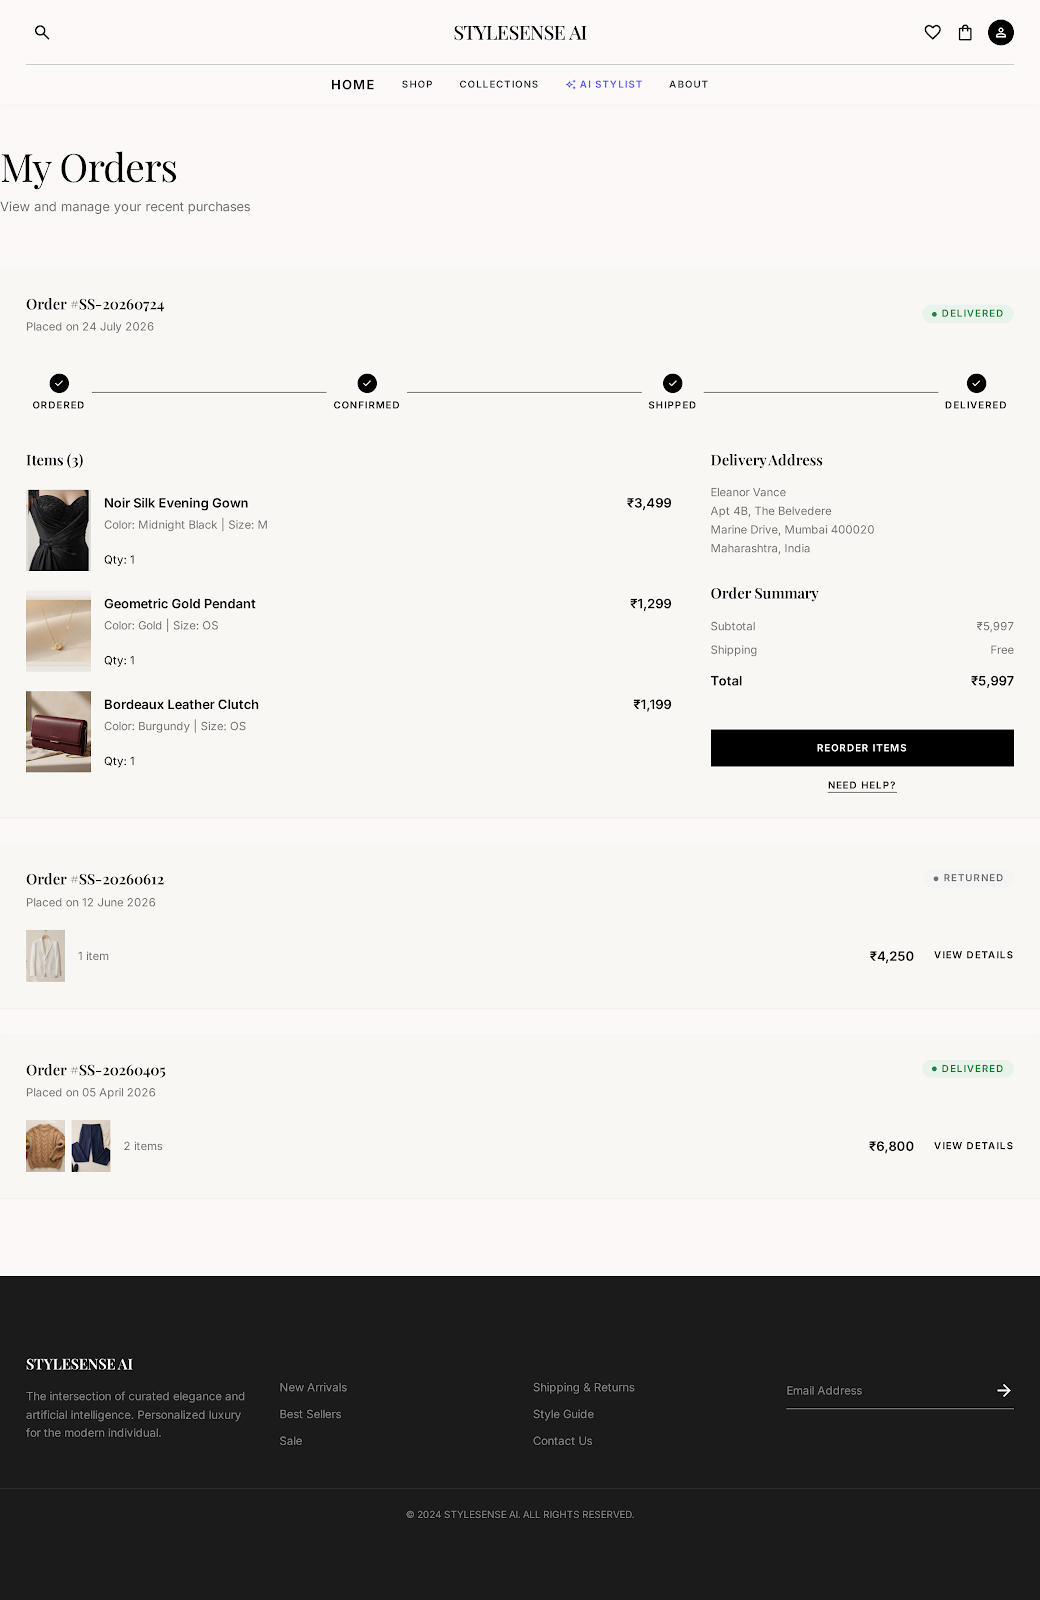 STYLESENSE AI
HOME SHOP COLLECTIONS AI STYLIST ABOUT
My Orders
View and manage your recent purchases
Order #SS-20260724
Placed on 24 July 2026
DELIVERED
ORDERED CONFIRMED SHIPPED DELIVERED
Items (3)
Noir Silk Evening Gown ₹3,499
Color: Midnight Black | Size: M
Qty: 1
Geometric Gold Pendant ₹1,299
Color: Gold | Size: OS
Qty: 1
Bordeaux Leather Clutch ₹1,199
Color: Burgundy | Size: OS
Qty: 1
Delivery Address
Eleanor Vance
Apt 4B, The Belvedere
Marine Drive, Mumbai 400020
Maharashtra, India
Order Summary
Subtotal ₹5,997
Shipping Free
Total ₹5,997
REORDER ITEMS
NEED HELP?
Order #SS-20260612
Placed on 12 June 2026
RETURNED
1 item ₹4,250 VIEW DETAILS
Order #SS-20260405
Placed on 05 April 2026
DELIVERED
2 items ₹6,800 VIEW DETAILS
STYLESENSE AI
The intersection of curated elegance and
artificial intelligence. Personalized luxury
for the modern individual.
New Arrivals
Best Sellers
Sale
Shipping & Returns
Style Guide
Contact Us
Email Address
© 2024 STYLESENSE AI. ALL RIGHTS RESERVED.